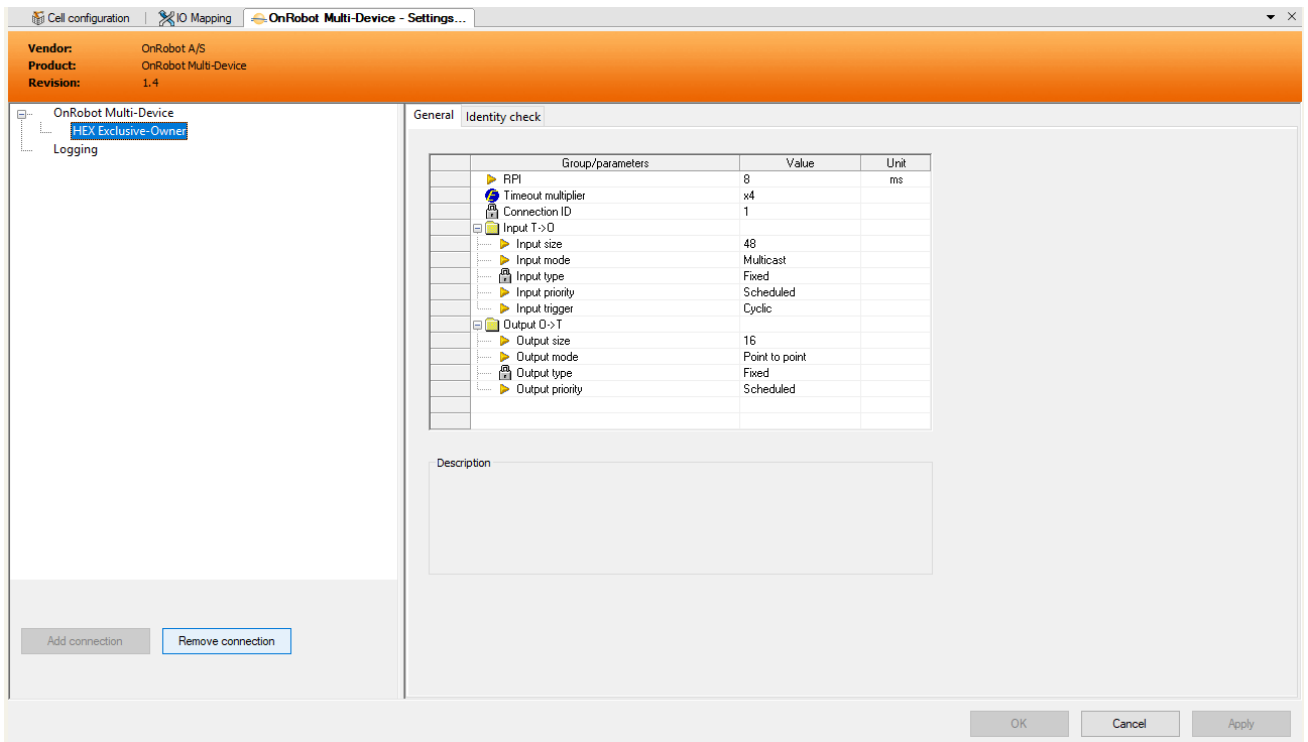 Cell configuration IO Mapping OnRobot Multi-Device - Settings...
Vendor: OnRobot A/S
Product: OnRobot Multi-Device
Revision: 1.4
OnRobot Multi-Device
HEX Exclusive-Owner
Logging
Add connection Remove connection
General Identity check
Group/parameters Value Unit
RPI 8 ms
Timeout multiplier x4
Connection ID 1
Input T->O
Input size 48
Input mode Multicast
Input type Fixed
Input priority Scheduled
Input trigger Cyclic
Output O->T
Output size 16
Output mode Point to point
Output type Fixed
Output priority Scheduled
Description
OK Cancel Apply